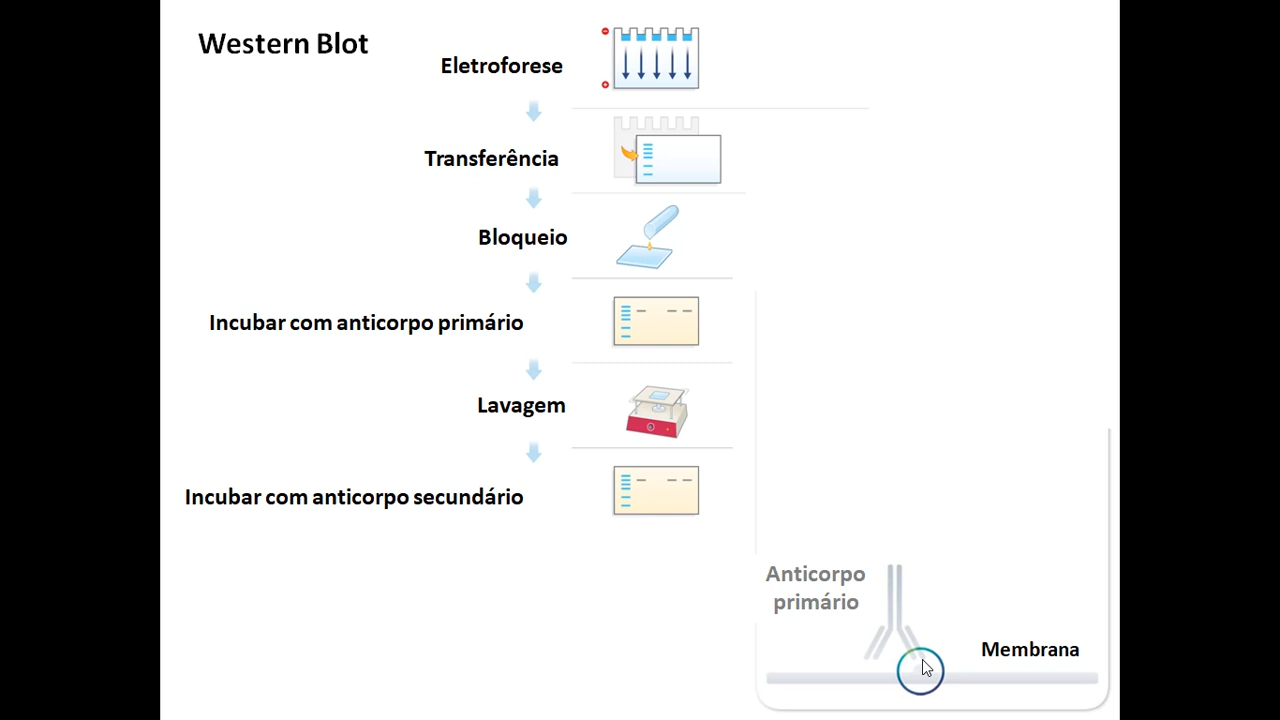 Western Blot
Eletroforese
Transferência
Bloqueio
Incubar com anticorpo primário
Lavagem
Incubar com anticorpo secundário
Anticorpo
primário
Membrana